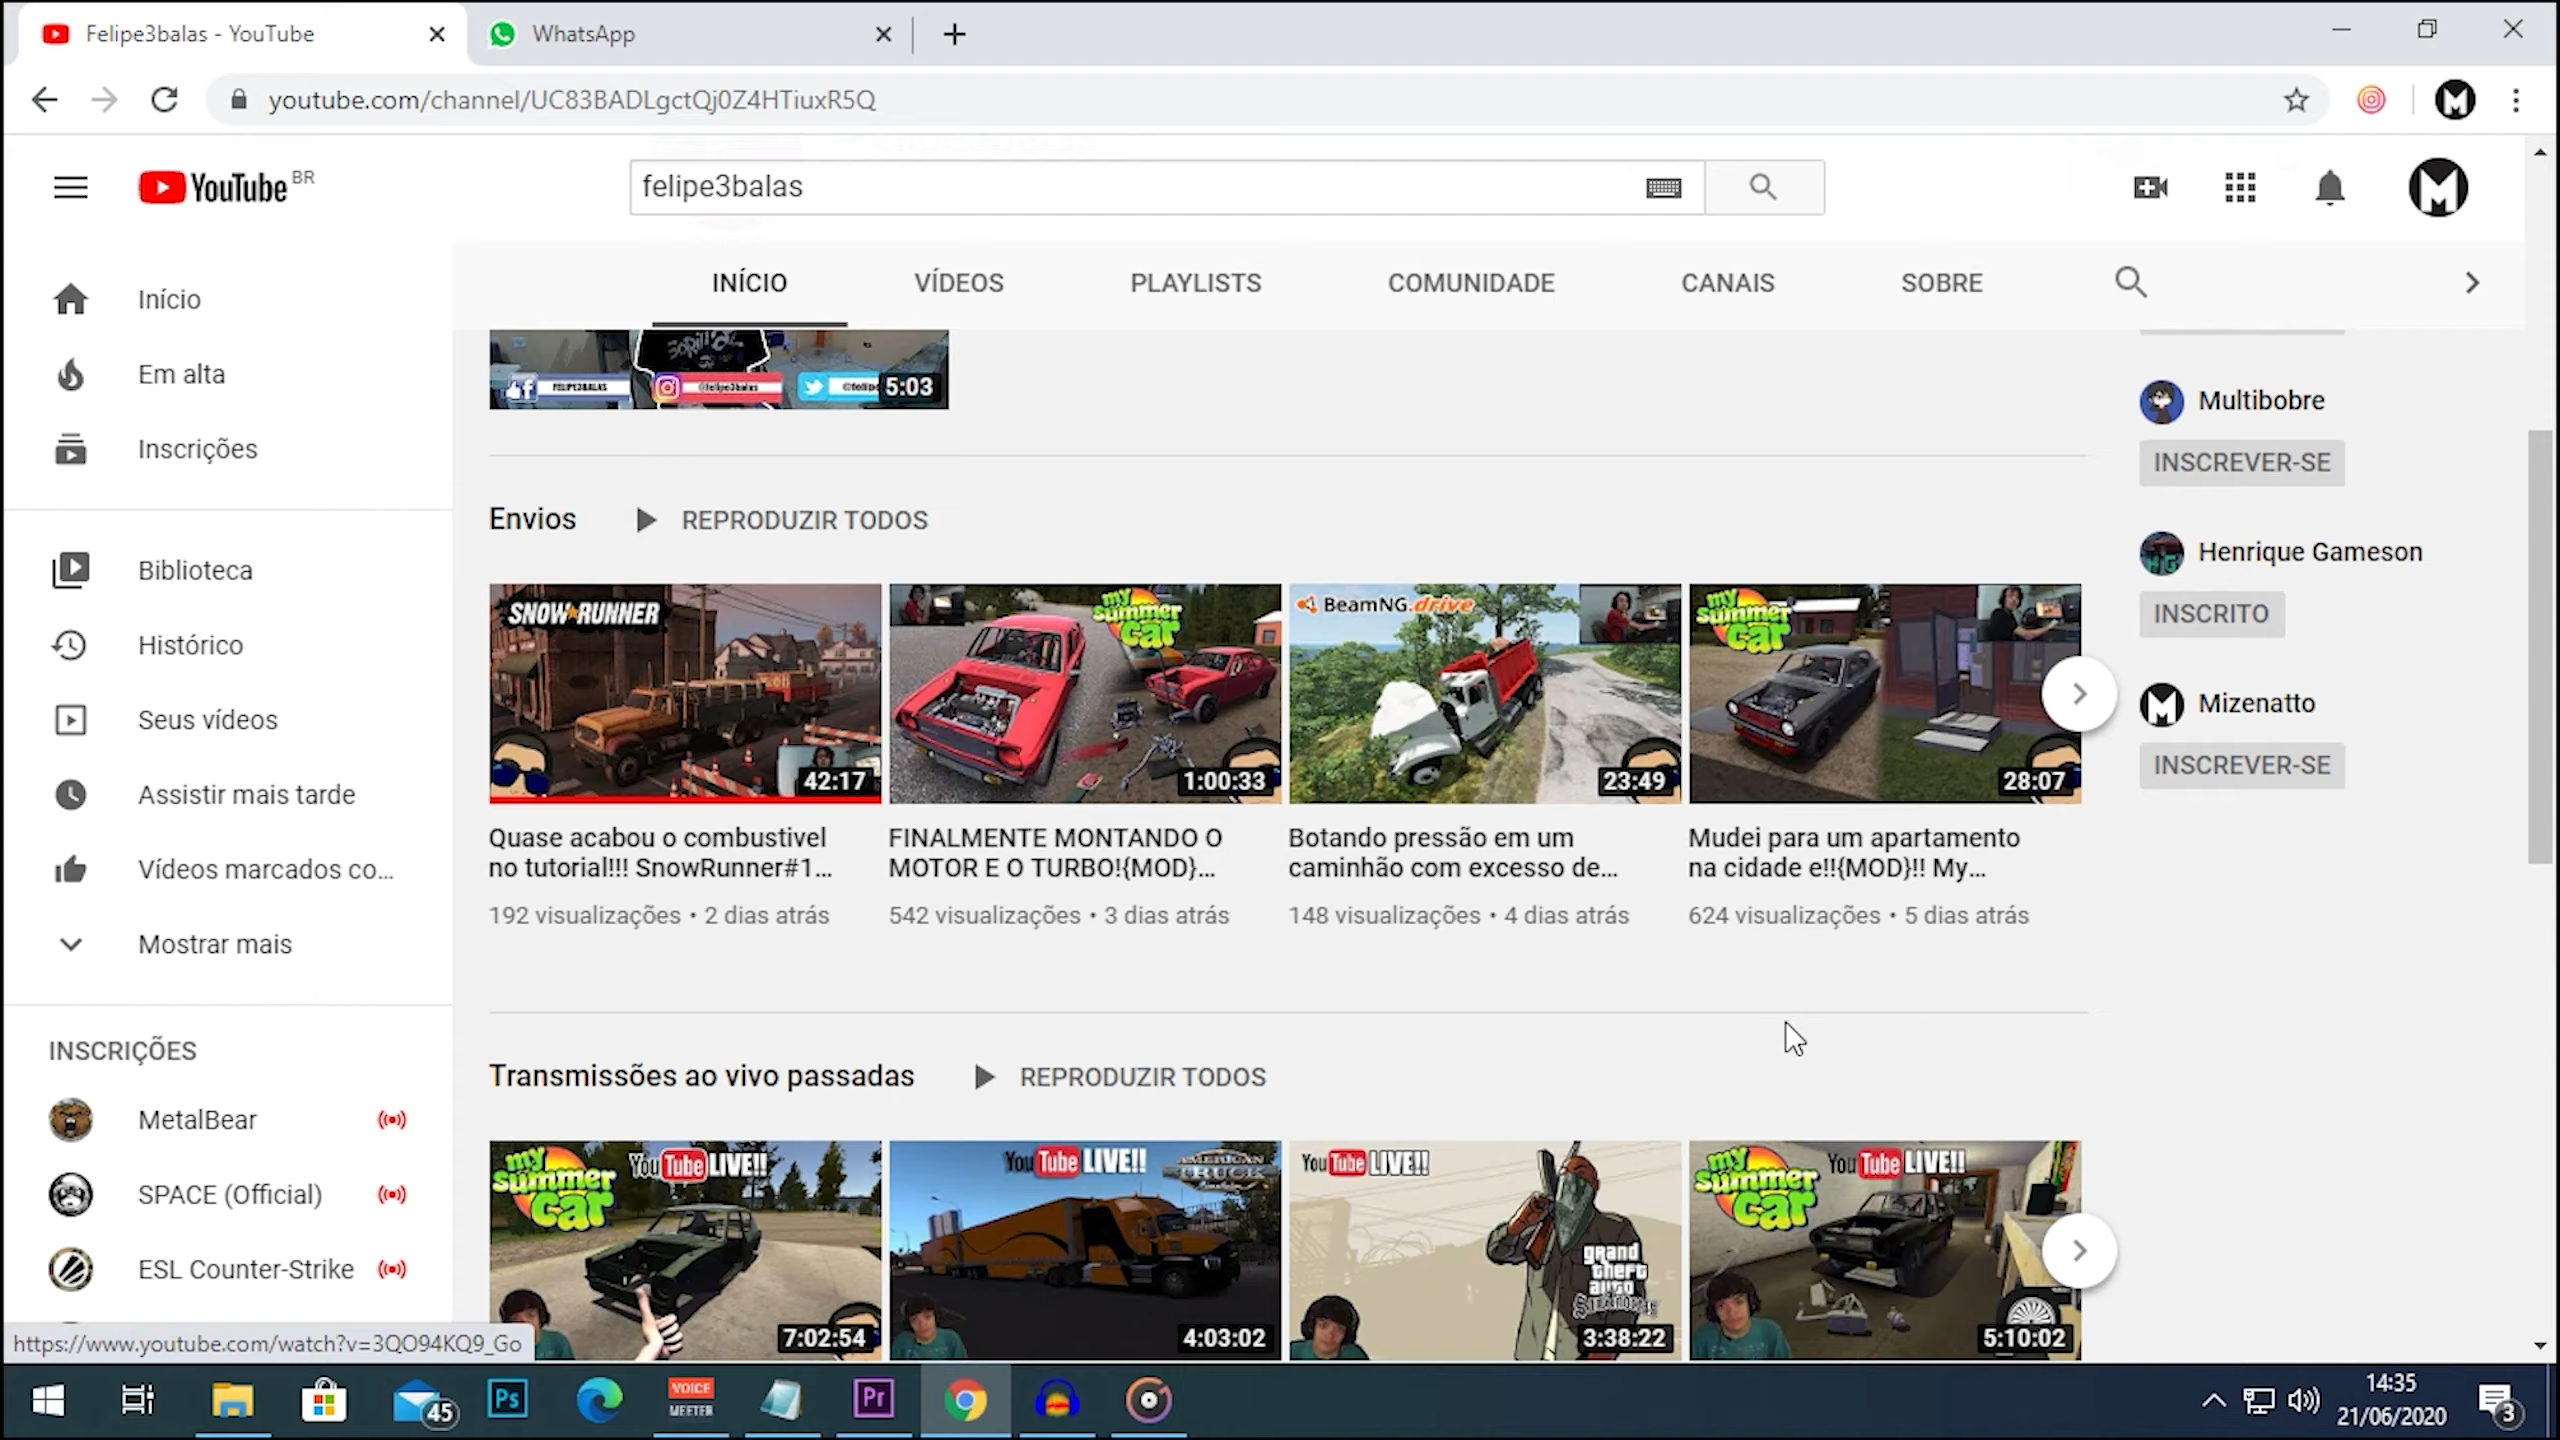 Felipe3balas - YouTube
WhatsApp
youtube.com/channel/UC83BADLgctQj0Z4HTiuxR5Q
YouTube BR
felipe3balas
INÍCIO
VÍDEOS
PLAYLISTS
COMUNIDADE
CANAIS
SOBRE
Início
Em alta
Inscrições
Biblioteca
Histórico
Seus vídeos
Assistir mais tarde
Vídeos marcados co...
Mostrar mais
INSCRIÇÕES
MetalBear
SPACE (Official)
ESL Counter-Strike
https://www.youtube.com/watch?v=3QO94KQ9_Go
FELIPE3BALAS
@felipe3balas
5:03
Envios
REPRODUZIR TODOS
SNOWRUNNER
42:17
Quase acabou o combustivel
no tutorial!!! SnowRunner#1...
192 visualizações • 2 dias atrás
my summer car
1:00:33
FINALMENTE MONTANDO O
MOTOR E O TURBO!{MOD}...
542 visualizações • 3 dias atrás
BeamNG.drive
23:49
Botando pressão em um
caminhão com excesso de...
148 visualizações • 4 dias atrás
my summer car
28:07
Mudei para um apartamento
na cidade e!!{MOD}!! My...
624 visualizações • 5 dias atrás
Transmissões ao vivo passadas
REPRODUZIR TODOS
my summer car
YouTube LIVE!!
7:02:54
YouTube LIVE!!
AMERICAN
TRUCK
4:03:02
YouTube LIVE!!
grand
theft
auto
San Andreas
3:38:22
my summer car
YouTube LIVE!!
5:10:02
Multibobre
INSCREVER-SE
Henrique Gameson
INSCRITO
Mizenatto
INSCREVER-SE
45
Ps
VOICE
MEETER
Pr
14:35
21/06/2020
3